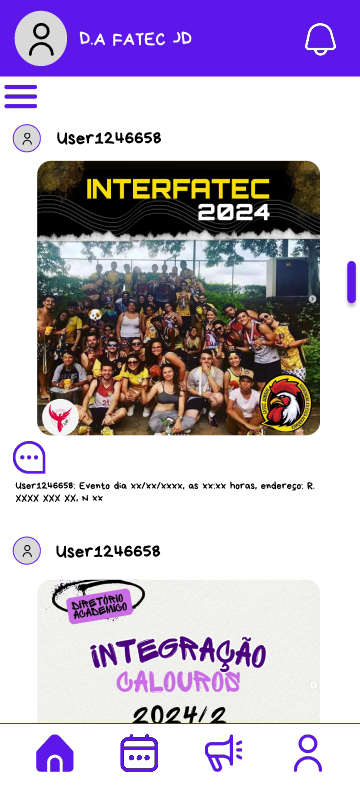 D.A FATEC JD
User1246658
INTERFATEC
2024
User1246658: Evento dia xx/xx/xxxx, as xx:xx horas, endereço: R.
XXXX XXX XX, N xx
User1246658
DIRETÓRIO
ACADEMICO
INTEGRAÇÃO
CALOUROS
2024/2